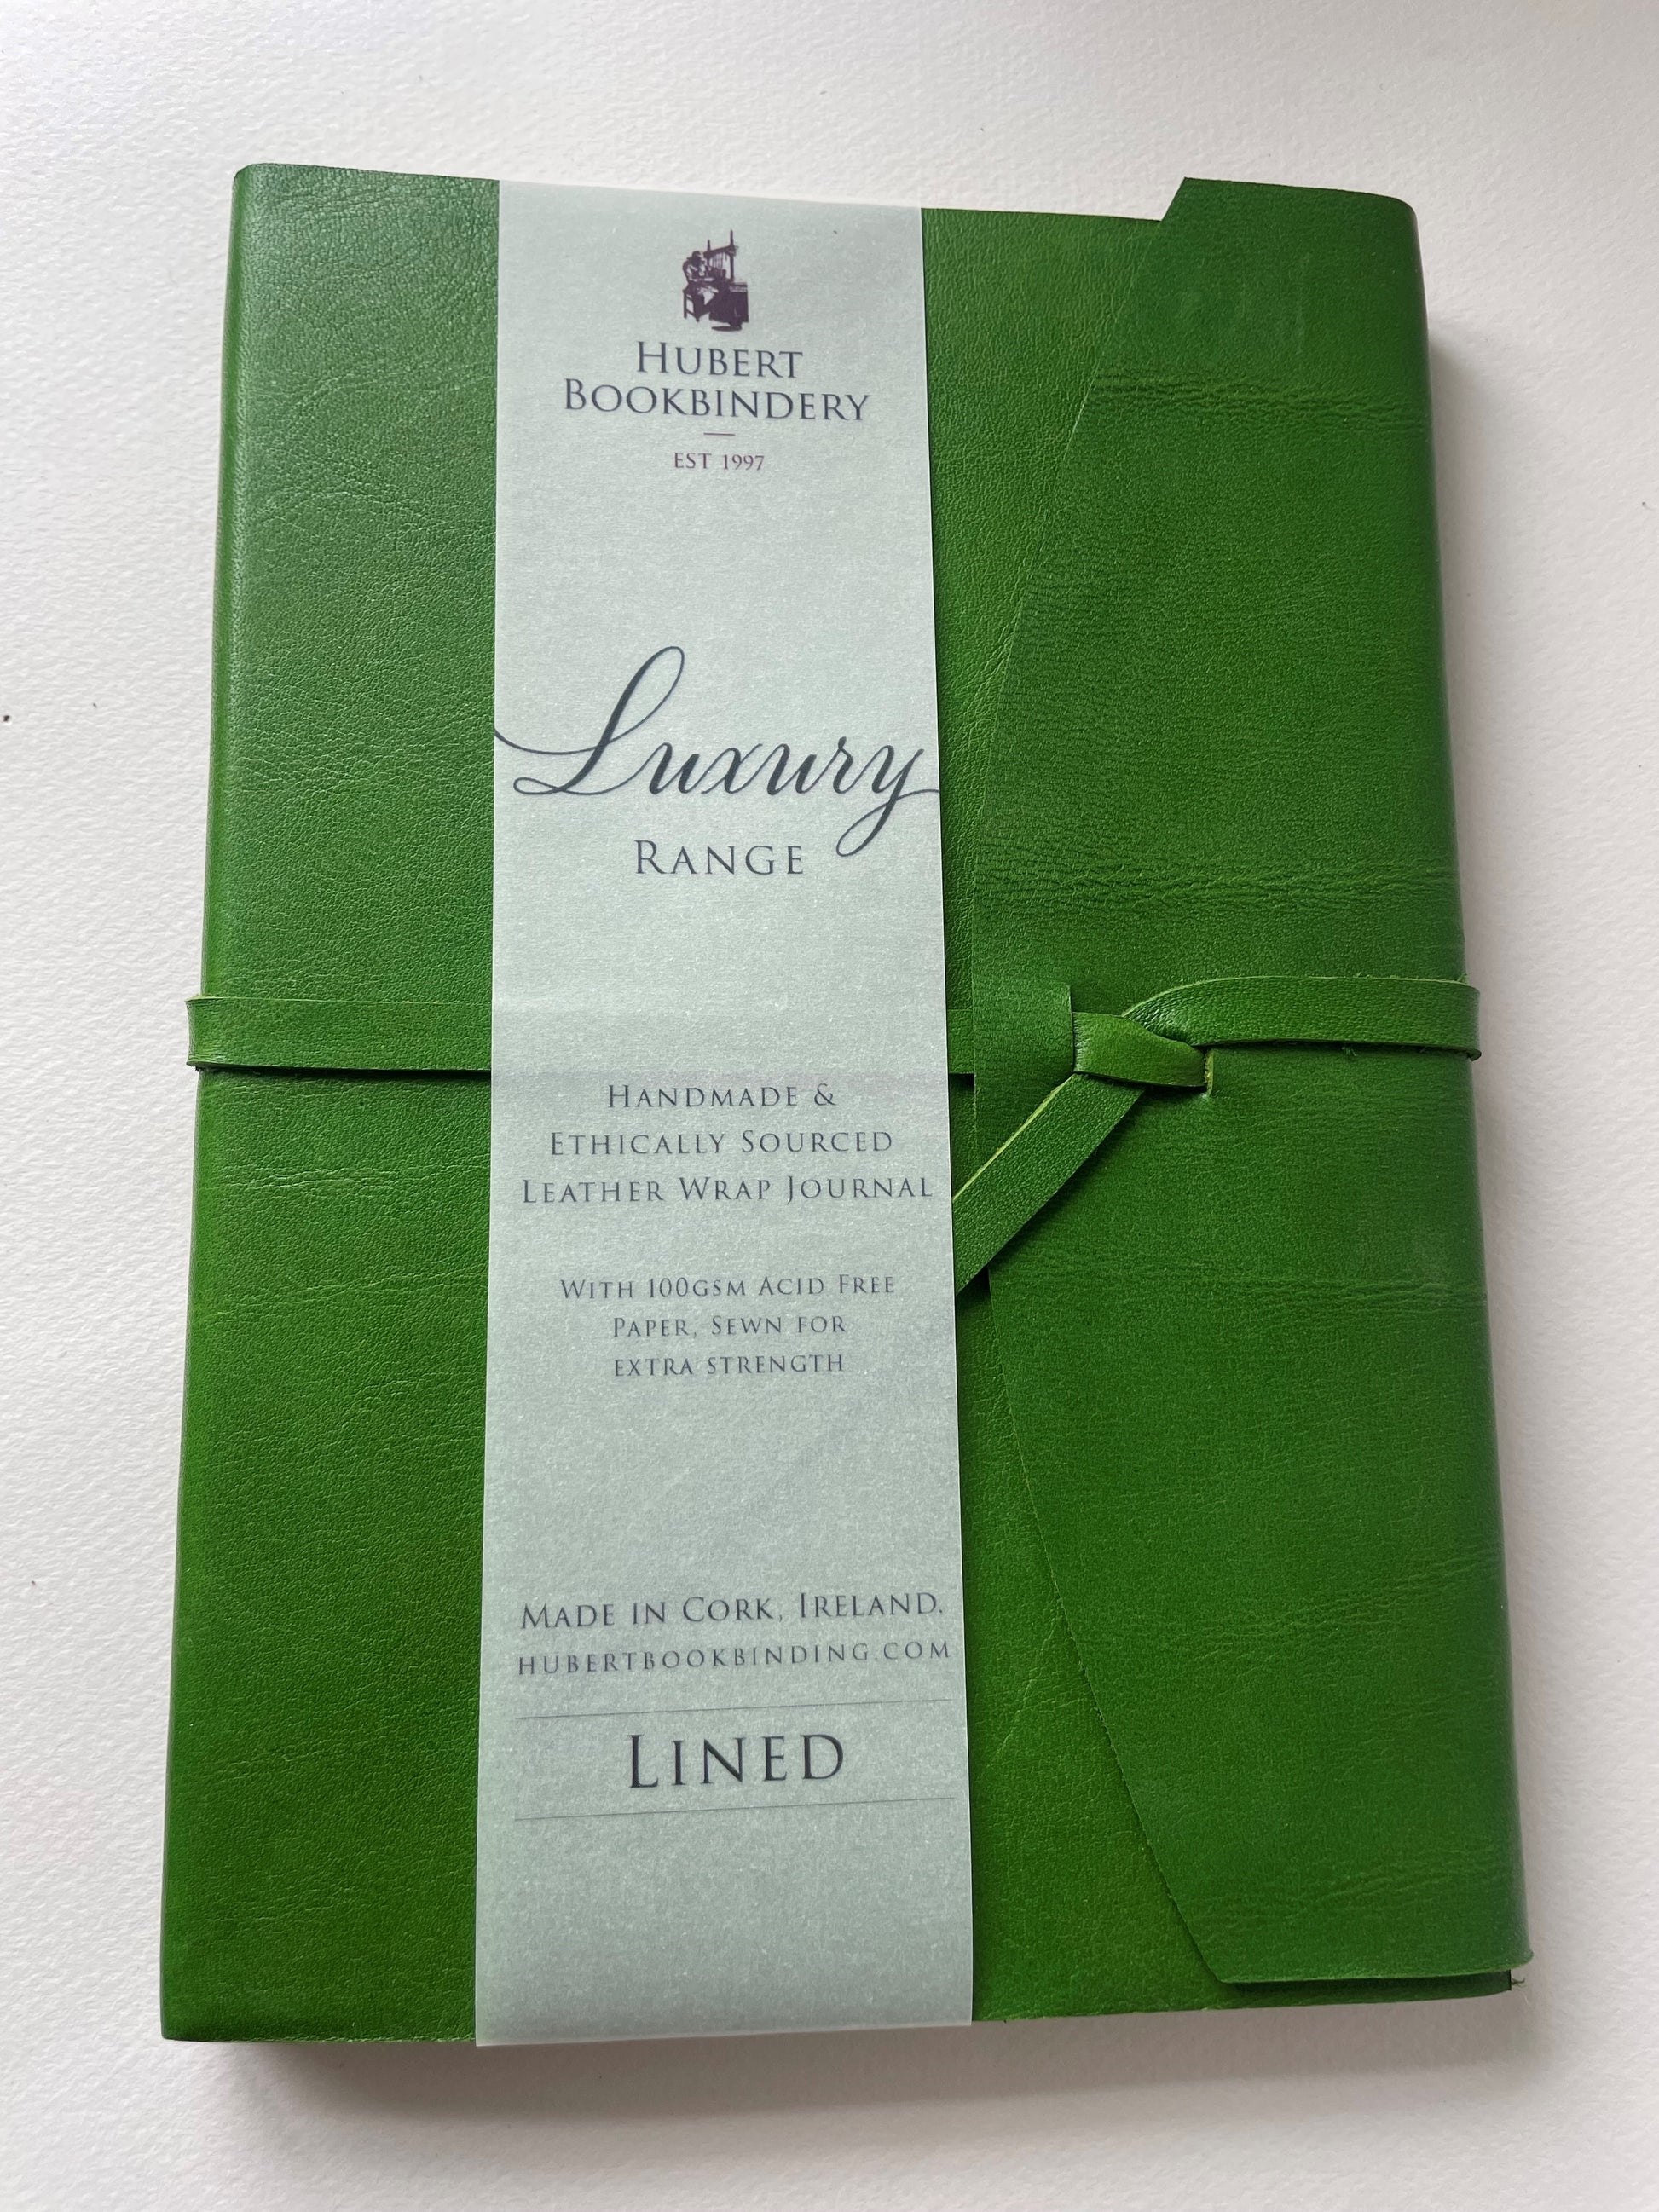 HUBERT
BOOKBINDERY
EST 1997
Luxury
RANGE
HANDMADE &
ETHICALLY SOURCED
LEATHER WRAP JOURNAL
WITH 100GSM ACID FREE
PAPER, SEWN FOR
EXTRA STRENGTH
MADE IN CORK, IRELAND.
HUBERTBOOKBINDING.COM
LINED